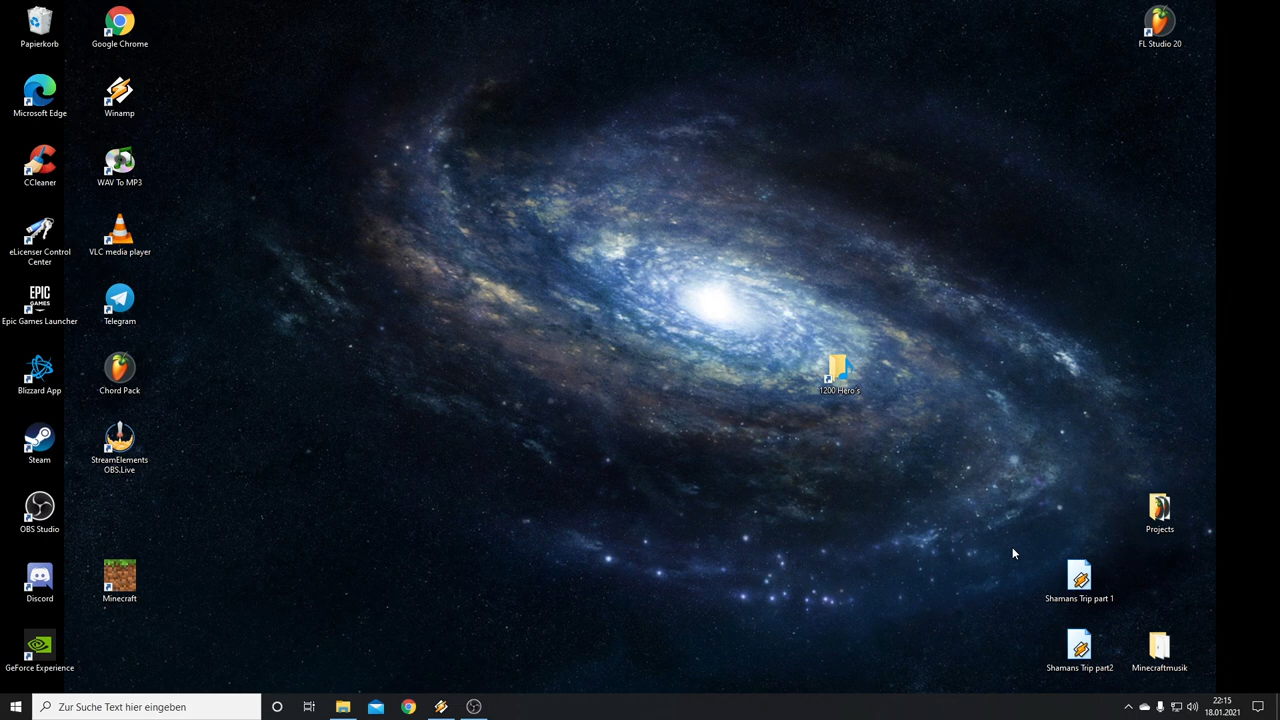 Papierkorb
Google Chrome
FL Studio 20
Microsoft Edge
Winamp
CCleaner
WAV To MP3
eLicenser Control
Center
VLC media player
EPIC
GAMES
Epic Games Launcher
Telegram
Blizzard App
Chord Pack
1200 Hero's
Steam
StreamElements
OBS.Live
OBS Studio
Projects
Discord
Minecraft
Shamans Trip part 1
GeForce Experience
Shamans Trip part2
Minecraftmusik
Zur Suche Text hier eingeben
22:15
18.01.2021